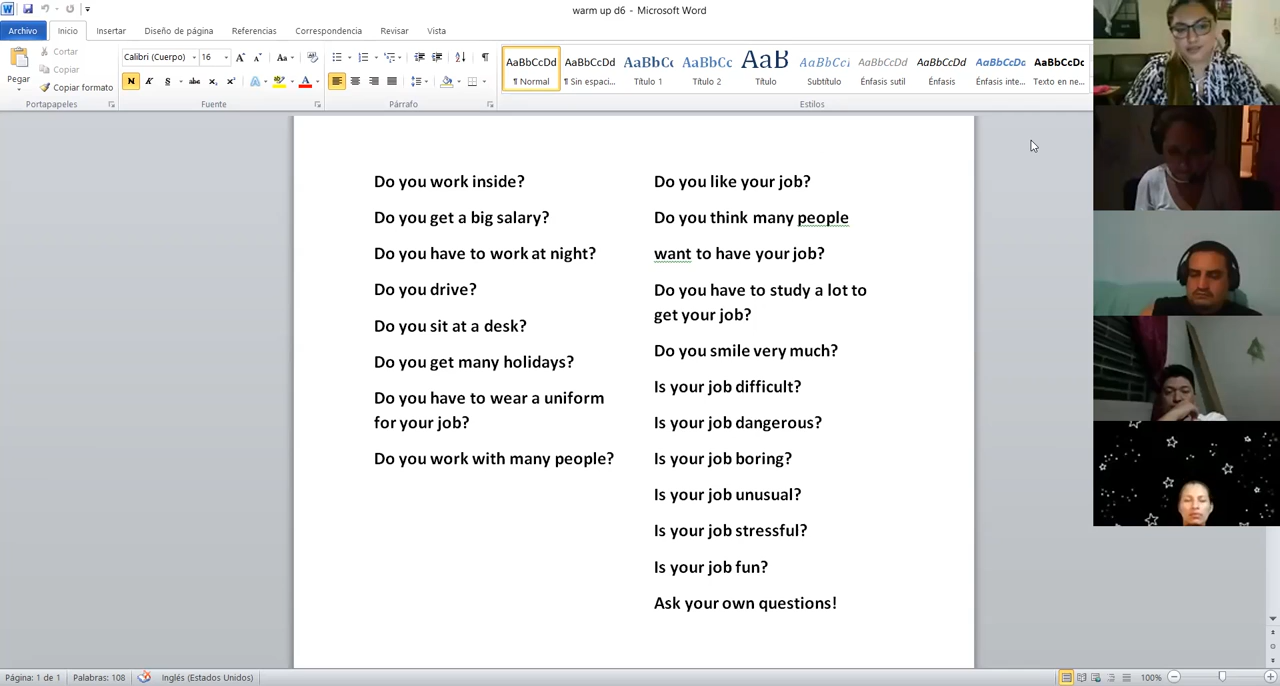 warm up d6 - Microsoft Word
Archivo Inicio Insertar Diseño de página Referencias Correspondencia Revisar Vista
Pegar
Cortar
Copiar
Copiar formato
Portapapeles
Calibri (Cuerpo) 16
Fuente
Párrafo
AaBbCcDd AaBbCcDd AaBbCc AaBbCc AaB AaBbCcl AaBbCcDd AaBbCcDd AaBbCcDc AaBbCcDc
¶ Normal ¶ Sin espaci... Título 1 Título 2 Título Subtítulo Énfasis sutil Énfasis Énfasis inte... Texto en ne...
Estilos
Do you work inside?
Do you get a big salary?
Do you have to work at night?
Do you drive?
Do you sit at a desk?
Do you get many holidays?
Do you have to wear a uniform
for your job?
Do you work with many people?
Do you like your job?
Do you think many people
want to have your job?
Do you have to study a lot to
get your job?
Do you smile very much?
Is your job difficult?
Is your job dangerous?
Is your job boring?
Is your job unusual?
Is your job stressful?
Is your job fun?
Ask your own questions!
Página: 1 de 1 Palabras: 108 Inglés (Estados Unidos) 100%